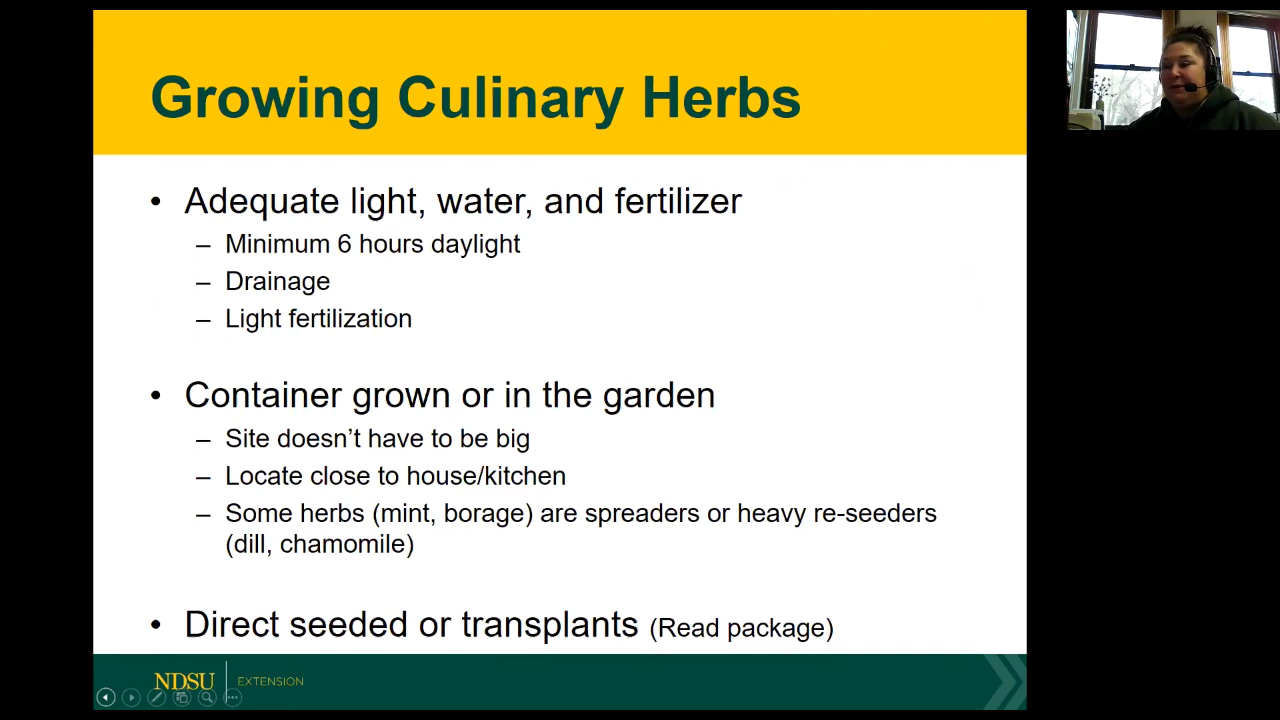 Growing Culinary Herbs
• Adequate light, water, and fertilizer
– Minimum 6 hours daylight
– Drainage
– Light fertilization
• Container grown or in the garden
– Site doesn't have to be big
– Locate close to house/kitchen
– Some herbs (mint, borage) are spreaders or heavy re-seeders
(dill, chamomile)
• Direct seeded or transplants (Read package)
NDSU EXTENSION